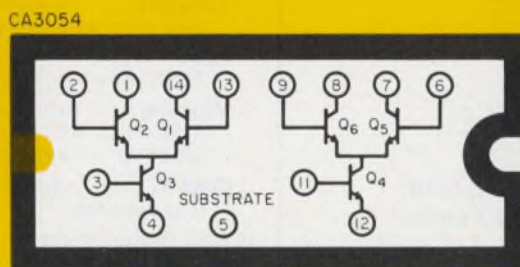 CA3054
2 1 14 13 9 8 7 6
Q2 Q1 Q6 Q5
3 Q3 11 Q4
SUBSTRATE
4 5 12